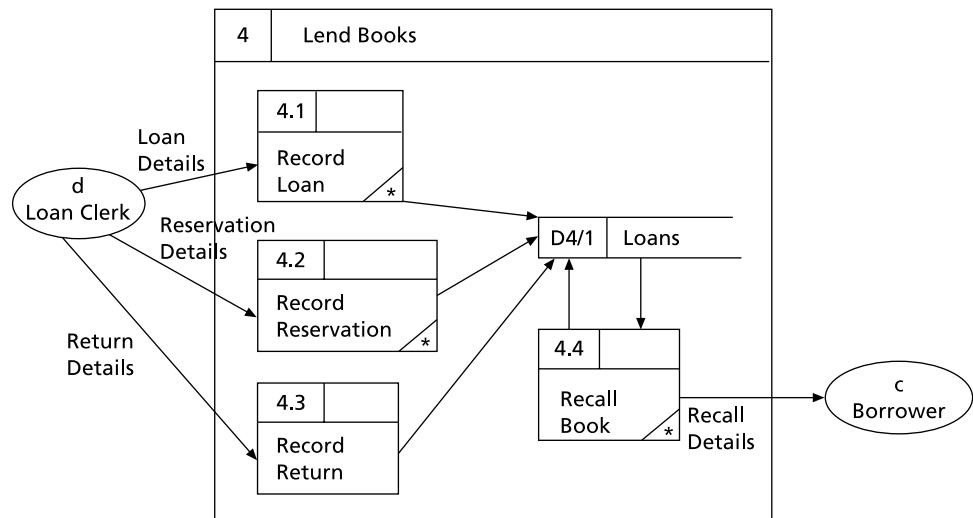 4 Lend Books
4.1
Record
Loan
*
Loan
Details
d
Loan Clerk
Reservation
Details
4.2
Record
Reservation
*
D4/1 Loans
Return
Details
4.3
Record
Return
4.4
Recall
Book
*
Recall
Details
c
Borrower